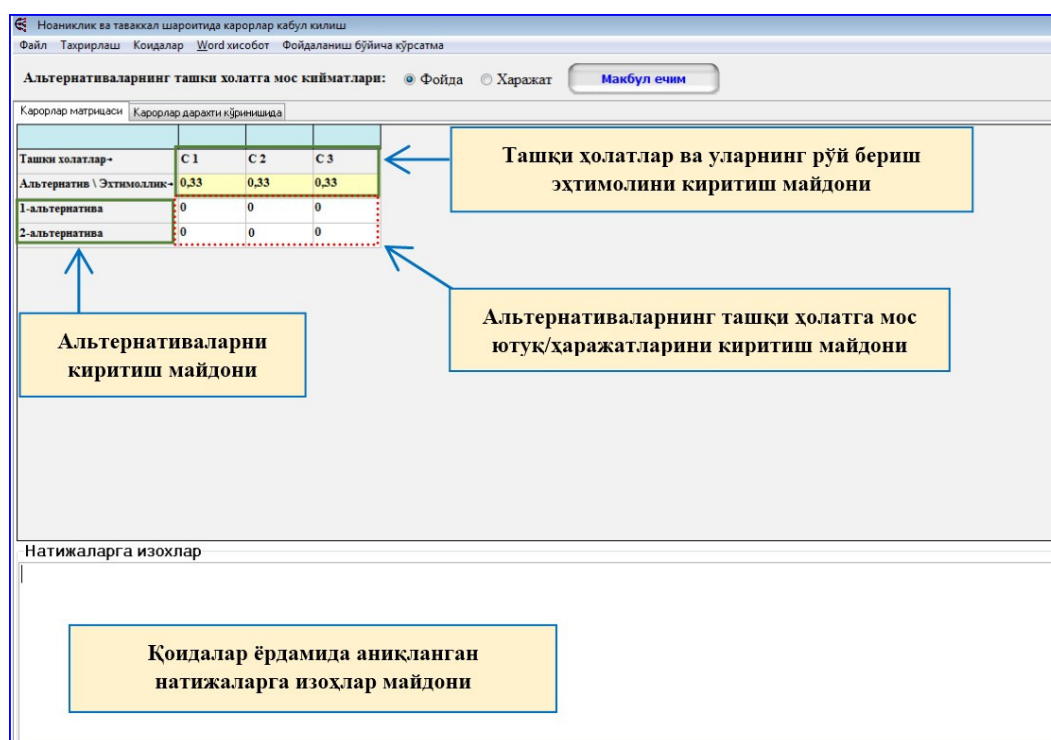 Ноаниклик ва таваккал шароитида карорлар кабул килиш
Файл Тахрирлаш Коидалар Word хисобот Фойдаланиш бўйича кўрсатма
Альтернативаларнинг ташки холатга мос кийматлари: Фойда Харажат Макбул ечим
Карорлар матрицаси Карорлар дарахти кўринишида
Ташки холатлар→ С 1 С 2 С 3
Альтернатив \ Эхтимоллик→ 0,33 0,33 0,33
1-альтернатива 0 0 0
2-альтернатива 0 0 0
Ташқи ҳолатлар ва уларнинг рўй бериш
эҳтимолини киритиш майдони
Альтернативаларни
киритиш майдони
Альтернативаларнинг ташқи ҳолатга мос
ютуқ/ҳаражатларини киритиш майдони
Натижаларга изохлар
Қоидалар ёрдамида аниқланган
натижаларга изоҳлар майдони